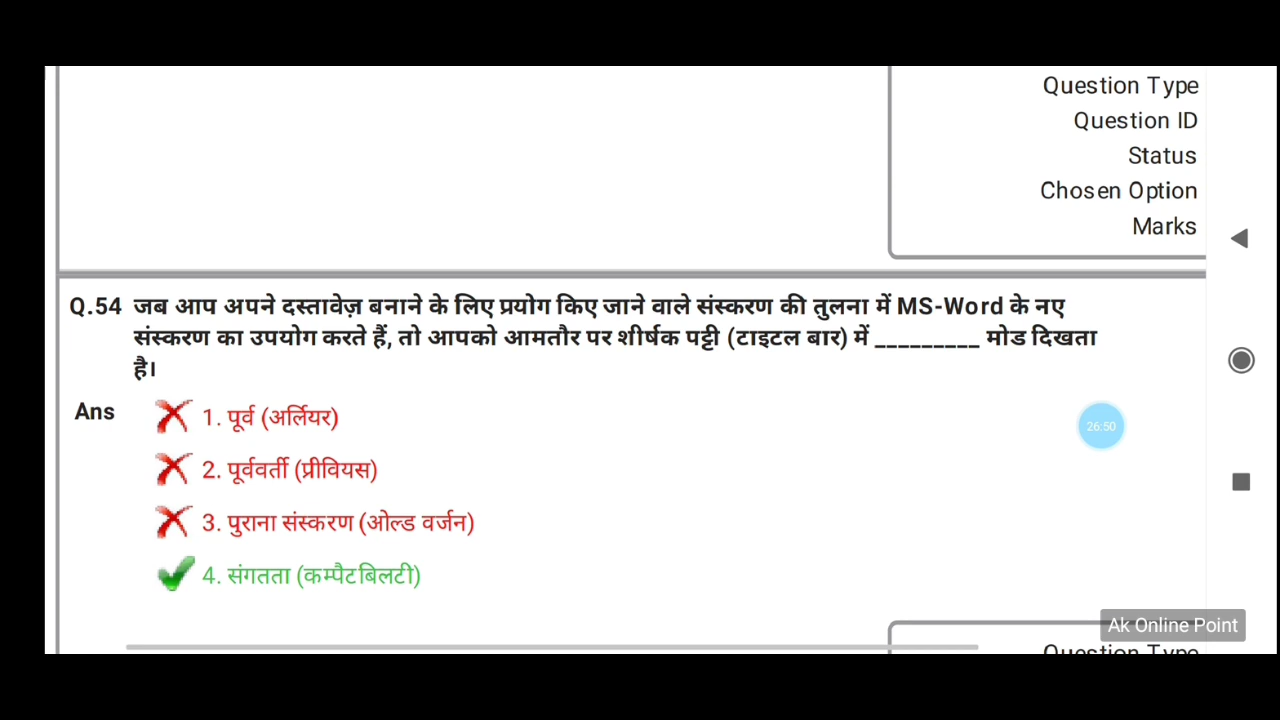 Question Type
Question ID
Status
Chosen Option
Marks
Q.54 जब आप अपने दस्तावेज़ बनाने के लिए प्रयोग किए जाने वाले संस्करण की तुलना में MS-Word के नए
संस्करण का उपयोग करते हैं, तो आपको आमतौर पर शीर्षक पट्टी (टाइटल बार) में _________ मोड दिखता
है।
Ans
1. पूर्व (अर्लियर)
26:50
2. पूर्ववर्ती (प्रीवियस)
3. पुराना संस्करण (ओल्ड वर्जन)
4. संगतता (कम्पैटबिलटी)
Ak Online Point
Question Type